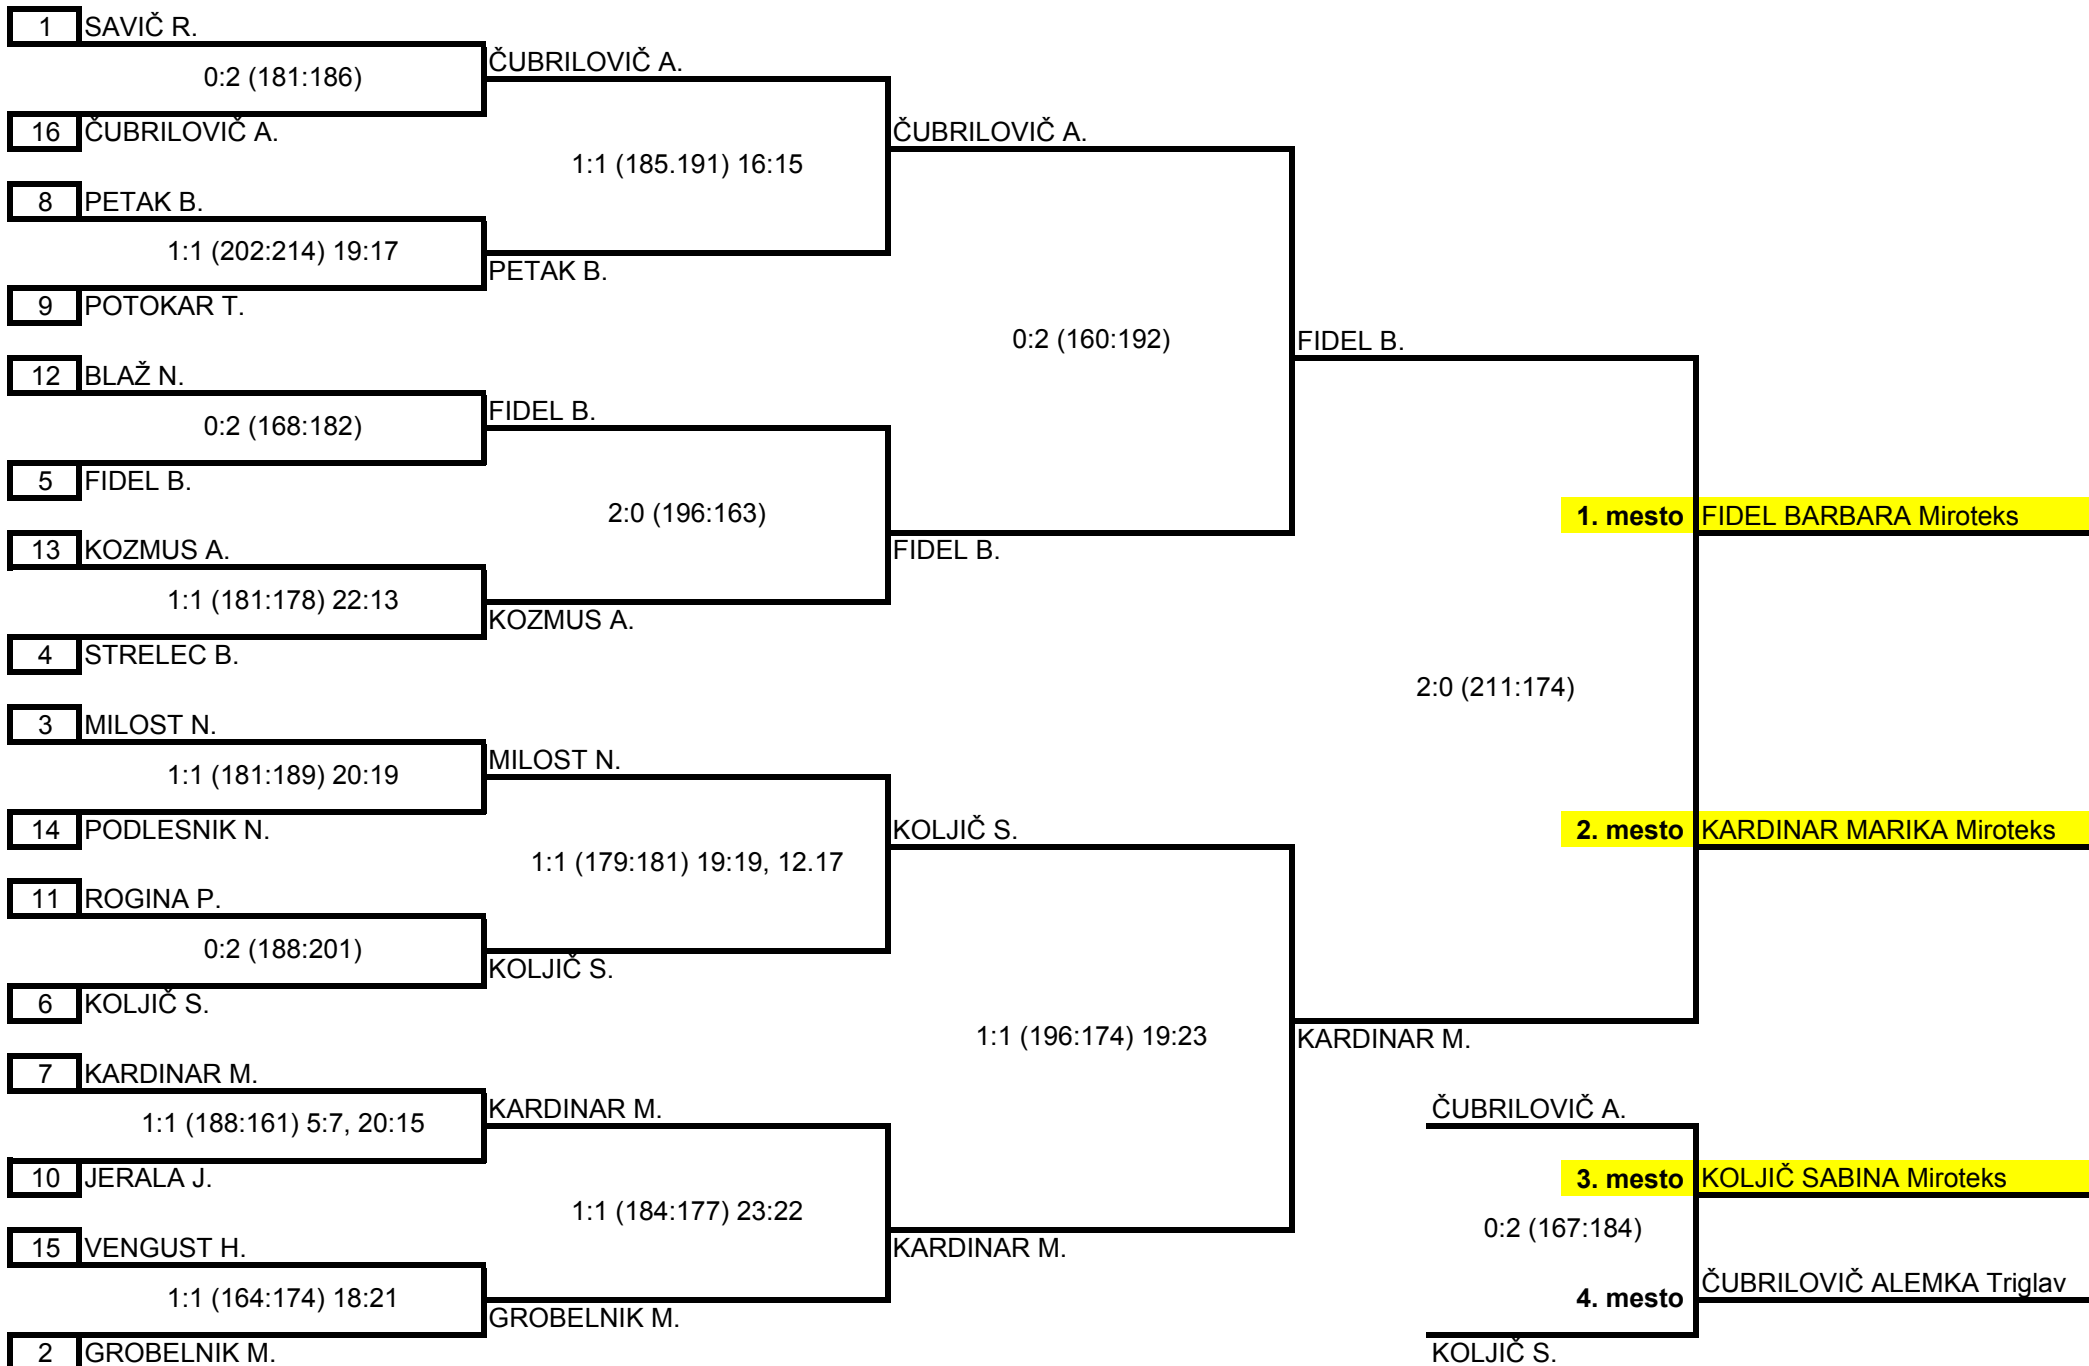 1 SAVIČ R.
0:2 (181:186)
ČUBRILOVIČ A.
16 ČUBRILOVIČ A.
ČUBRILOVIČ A.
1:1 (185.191) 16:15
8 PETAK B.
1:1 (202:214) 19:17
PETAK B.
9 POTOKAR T.
0:2 (160:192)
FIDEL B.
12 BLAŽ N.
0:2 (168:182)
FIDEL B.
5 FIDEL B.
2:0 (196:163)
1. mesto FIDEL BARBARA Miroteks
13 KOZMUS A.
FIDEL B.
1:1 (181:178) 22:13
KOZMUS A.
4 STRELEC B.
2:0 (211:174)
3 MILOST N.
1:1 (181:189) 20:19
MILOST N.
14 PODLESNIK N.
KOLJIČ S.
2. mesto KARDINAR MARIKA Miroteks
1:1 (179:181) 19:19, 12.17
11 ROGINA P.
0:2 (188:201)
KOLJIČ S.
6 KOLJIČ S.
1:1 (196:174) 19:23
KARDINAR M.
7 KARDINAR M.
1:1 (188:161) 5:7, 20:15
KARDINAR M.
ČUBRILOVIČ A.
10 JERALA J.
3. mesto KOLJIČ SABINA Miroteks
1:1 (184:177) 23:22
0:2 (167:184)
15 VENGUST H.
KARDINAR M.
1:1 (164:174) 18:21
4. mesto ČUBRILOVIČ ALEMKA Triglav
GROBELNIK M.
2 GROBELNIK M.
KOLJIČ S.